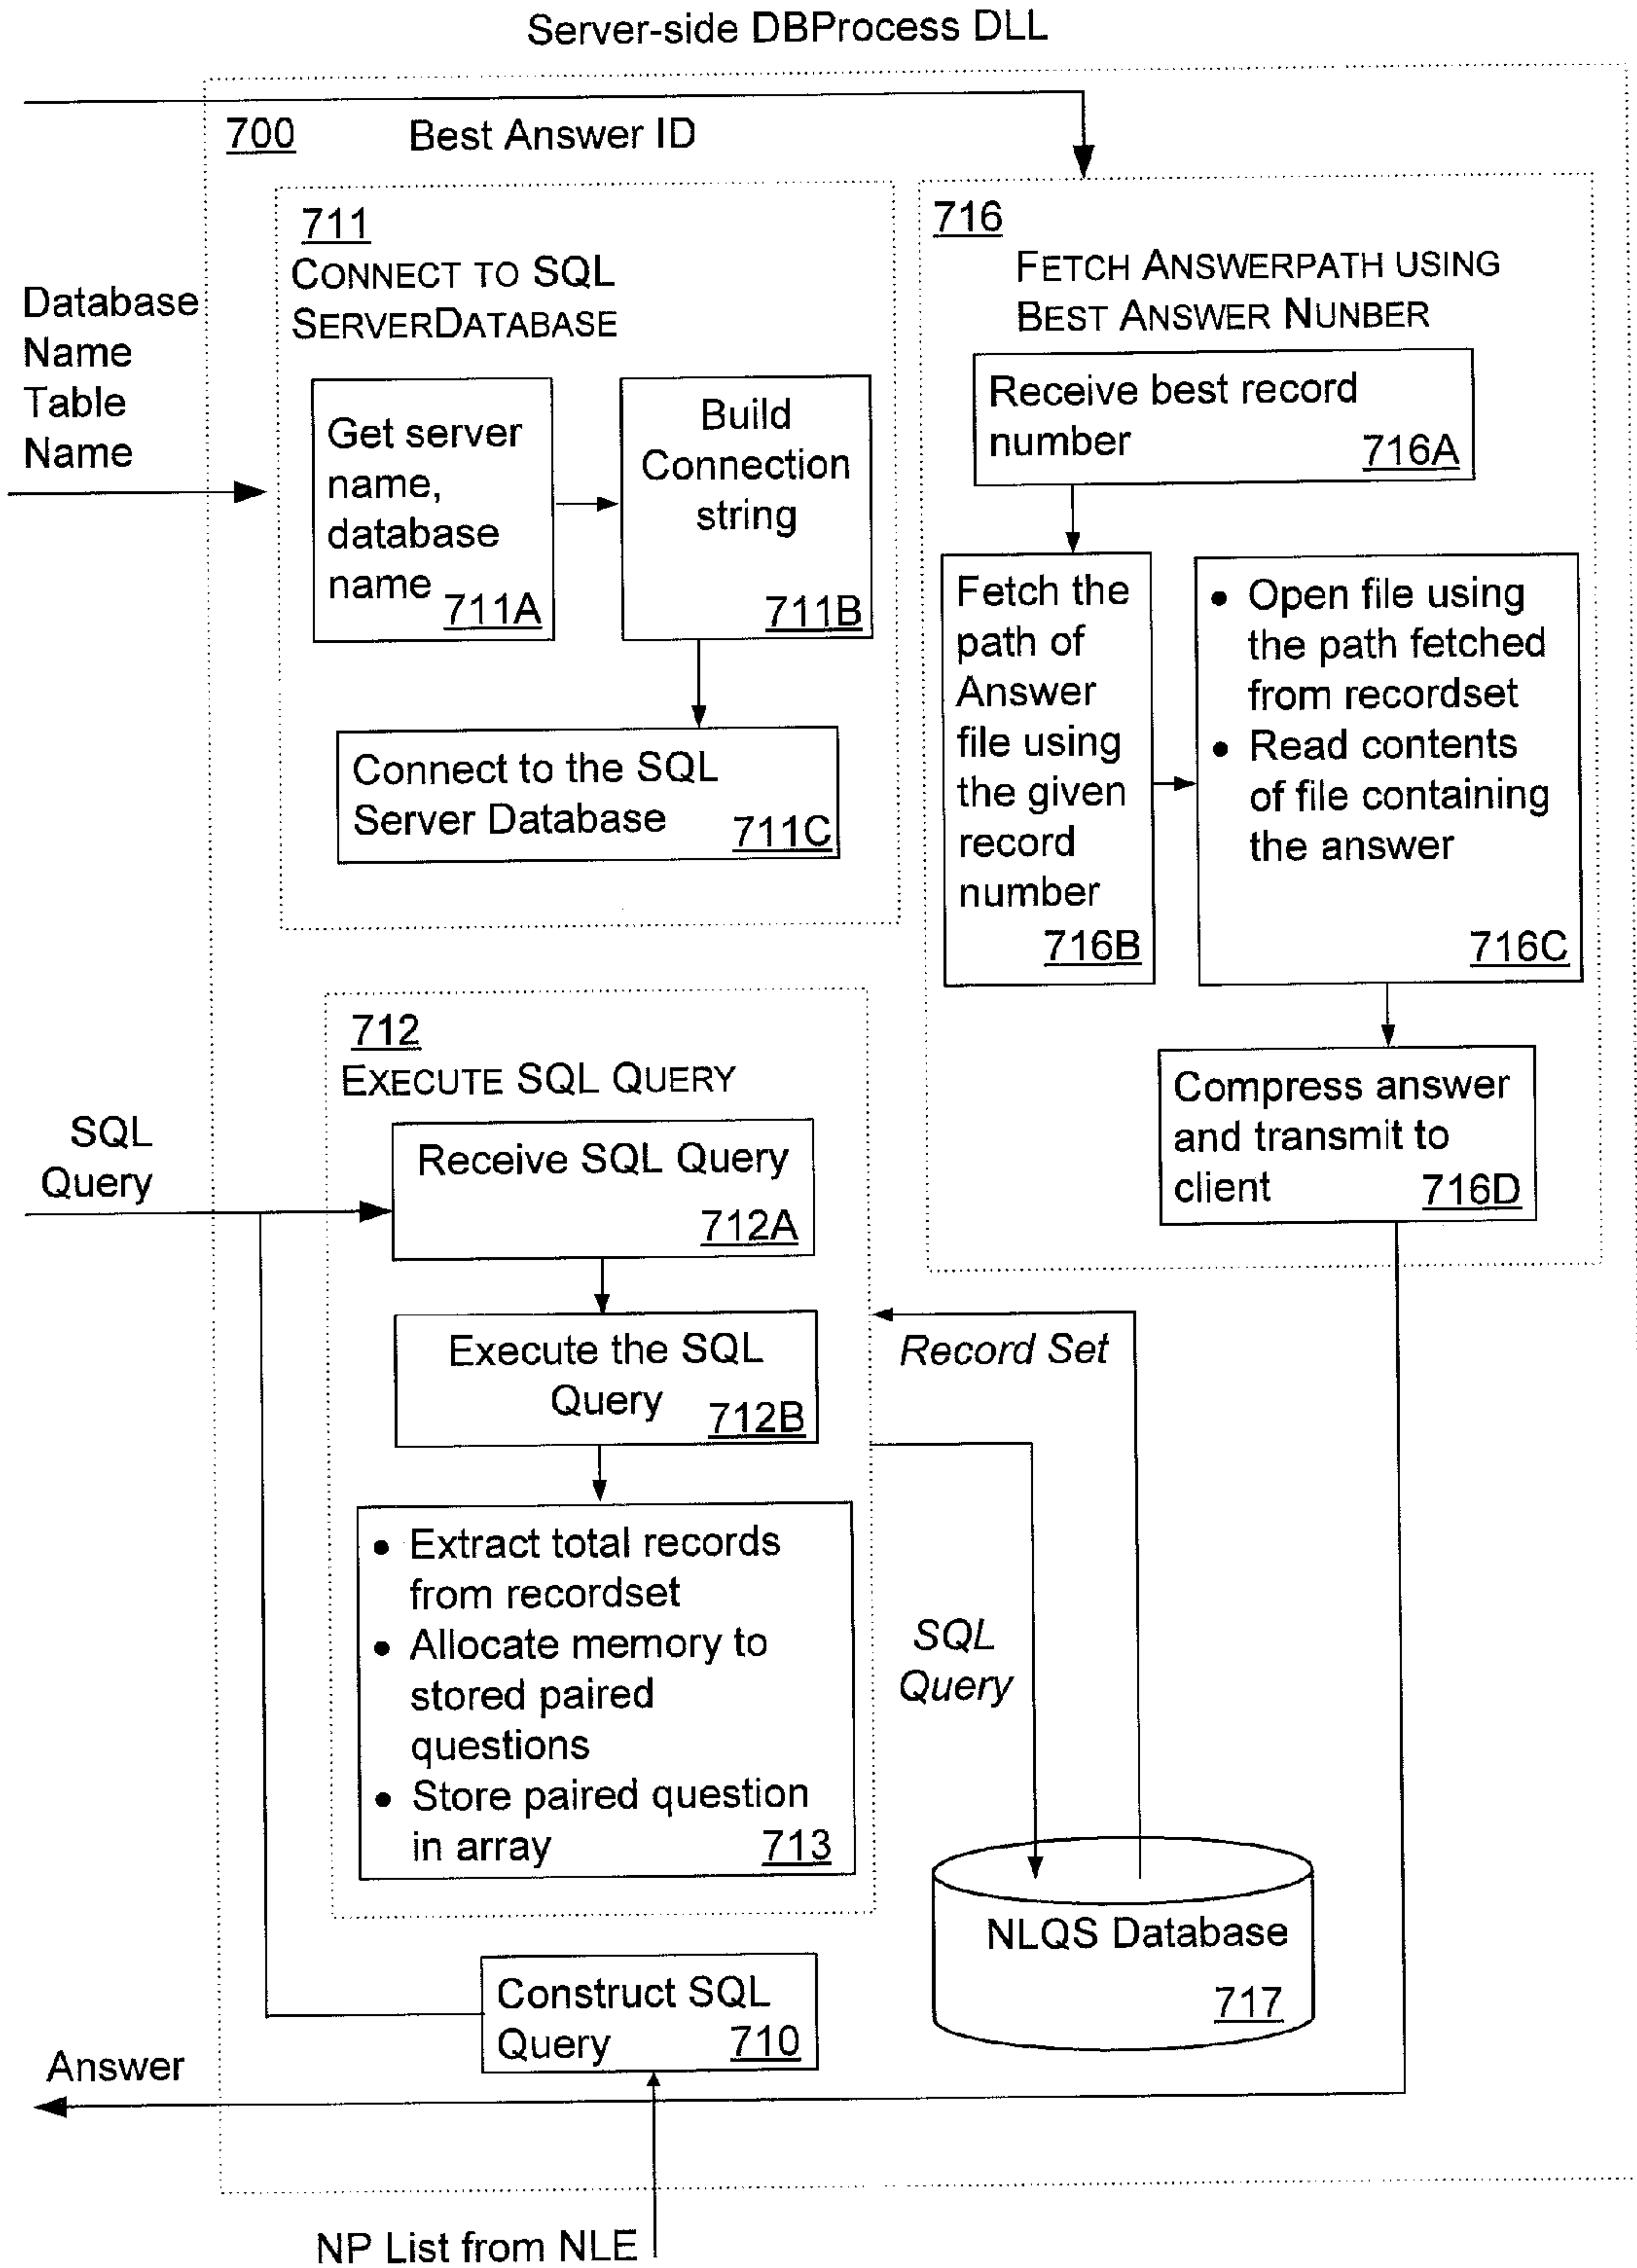 Server-side DBProcess DLL
700
Best Answer ID
Database
Name
Table
Name
711
CONNECT TO SQL
SERVERDATABASE
Get server
name,
database
name
711A
Build
Connection
string
711B
Connect to the SQL
Server Database
711C
716
FETCH ANSWERPATH USING
BEST ANSWER NUNBER
Receive best record
number
716A
Fetch the
path of
Answer
file using
the given
record
number
716B
• Open file using
the path fetched
from recordset
• Read contents
of file containing
the answer
716C
Compress answer
and transmit to
client
716D
712
EXECUTE SQL QUERY
SQL
Query
Receive SQL Query
712A
Execute the SQL
Query
712B
• Extract total records
from recordset
• Allocate memory to
stored paired
questions
• Store paired question
in array
713
Record Set
SQL
Query
NLQS Database
717
Construct SQL
Query
710
Answer
NP List from NLE